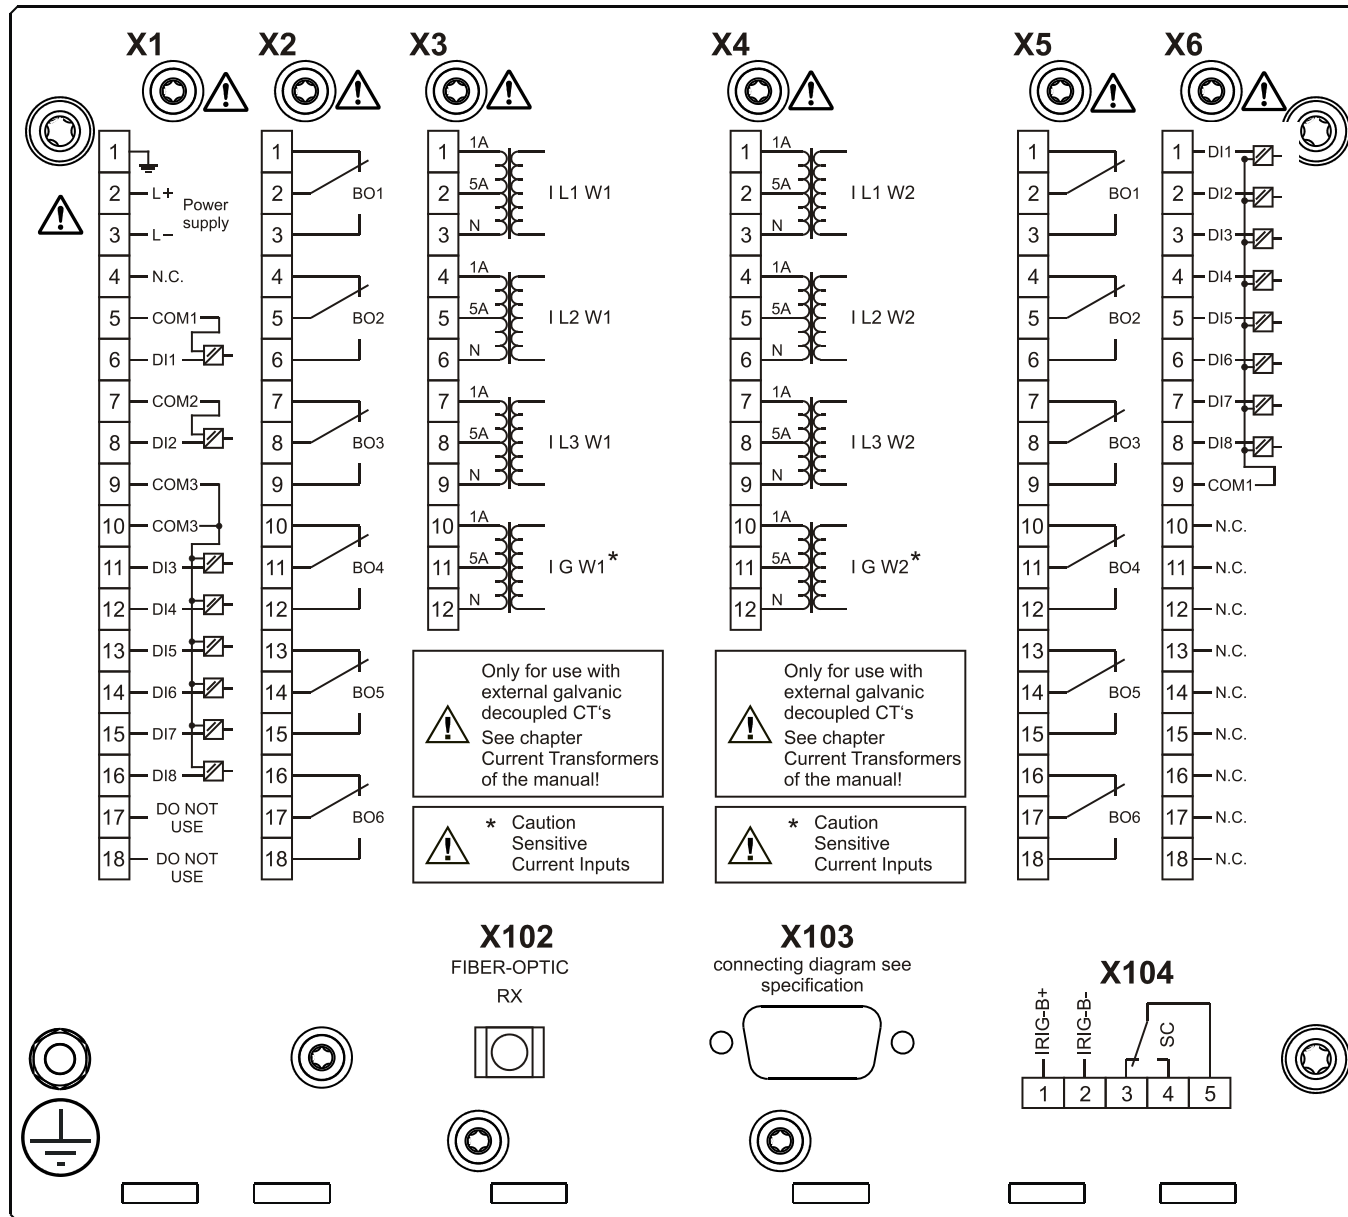 X1 X2 X3 X4 X5 X6
1 1 1 1A 1 1A 1 1 DI1
2 L+ 2 BO1 2 5A I L1 W1 2 5A I L1 W2 2 BO1 2 DI2
Power
supply
3 L− 3 3 N 3 N 3 3 DI3
4 N.C. 4 4 1A 4 1A 4 4 DI4
5 COM1 5 BO2 5 5A I L2 W1 5 5A I L2 W2 5 BO2 5 DI5
6 DI1 6 6 N 6 N 6 6 DI6
7 COM2 7 7 1A 7 1A 7 7 DI7
8 DI2 8 BO3 8 5A I L3 W1 8 5A I L3 W2 8 BO3 8 DI8
9 COM3 9 9 N 9 N 9 9 COM1
10 COM3 10 10 1A 10 1A 10 10 N.C.
11 DI3 11 BO4 11 5A I G W1* 11 5A I G W2* 11 BO4 11 N.C.
12 DI4 12 12 N 12 N 12 12 N.C.
13 DI5 13 13 13 N.C.
14 DI6 14 BO5 14 BO5 14 N.C.
15 DI7 15 15 15 N.C.
16 DI8 16 16 16 N.C.
17 DO NOT
USE 17 BO6 17 BO6 17 N.C.
18 DO NOT
USE 18 18 18 N.C.
Only for use with
external galvanic
decoupled CT‘s
See chapter
Current Transformers
of the manual!
Only for use with
external galvanic
decoupled CT‘s
See chapter
Current Transformers
of the manual!
* Caution
Sensitive
Current Inputs
* Caution
Sensitive
Current Inputs
X102
FIBER-OPTIC
RX
X103
connecting diagram see
specification
X104
IRIG-B+
IRIG-B-
SC
1 2 3 4 5